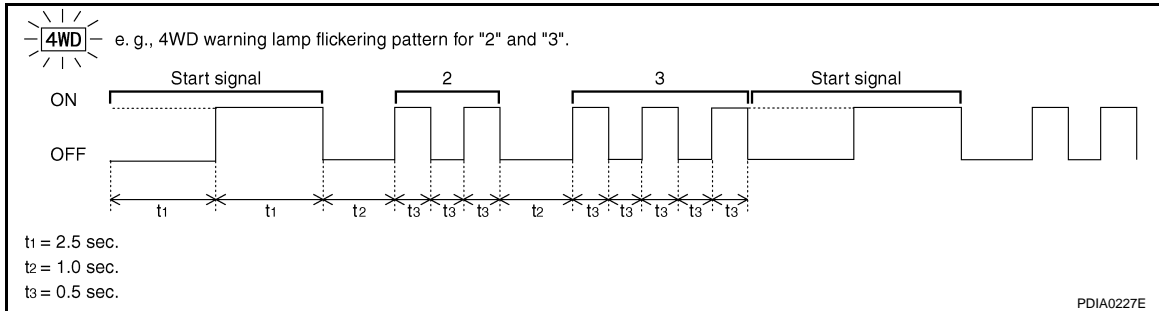 4WD e. g., 4WD warning lamp flickering pattern for "2" and "3".
Start signal 2 3 Start signal
ON
OFF
t1 t1 t2 t3 t3 t3 t2 t3 t3 t3 t3 t3
t1 = 2.5 sec.
t2 = 1.0 sec.
t3 = 0.5 sec.
PDIA0227E